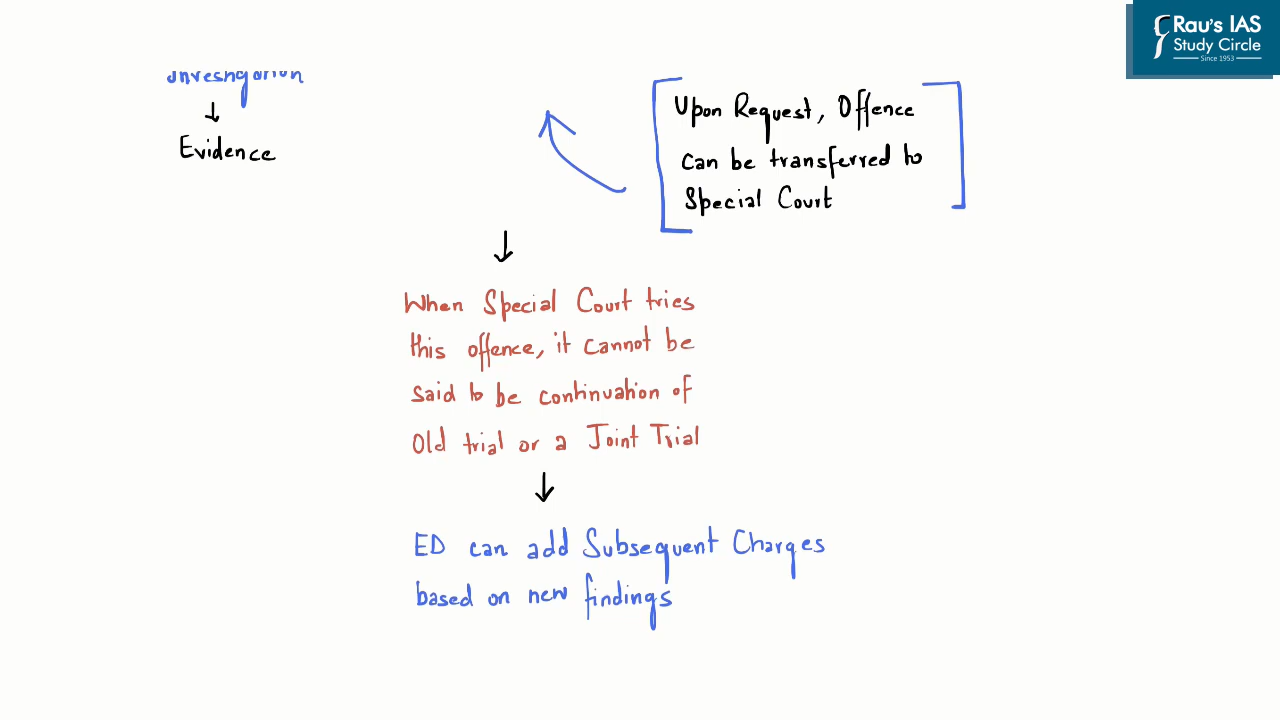 Rau's IAS
Study Circle
Since 1953
Investigation
Evidence
Upon Request, Offence
can be transferred to
Special Court
When Special Court tries
this offence, it cannot be
said to be continuation of
Old trial or a Joint Trial
ED can add Subsequent Charges
based on new findings